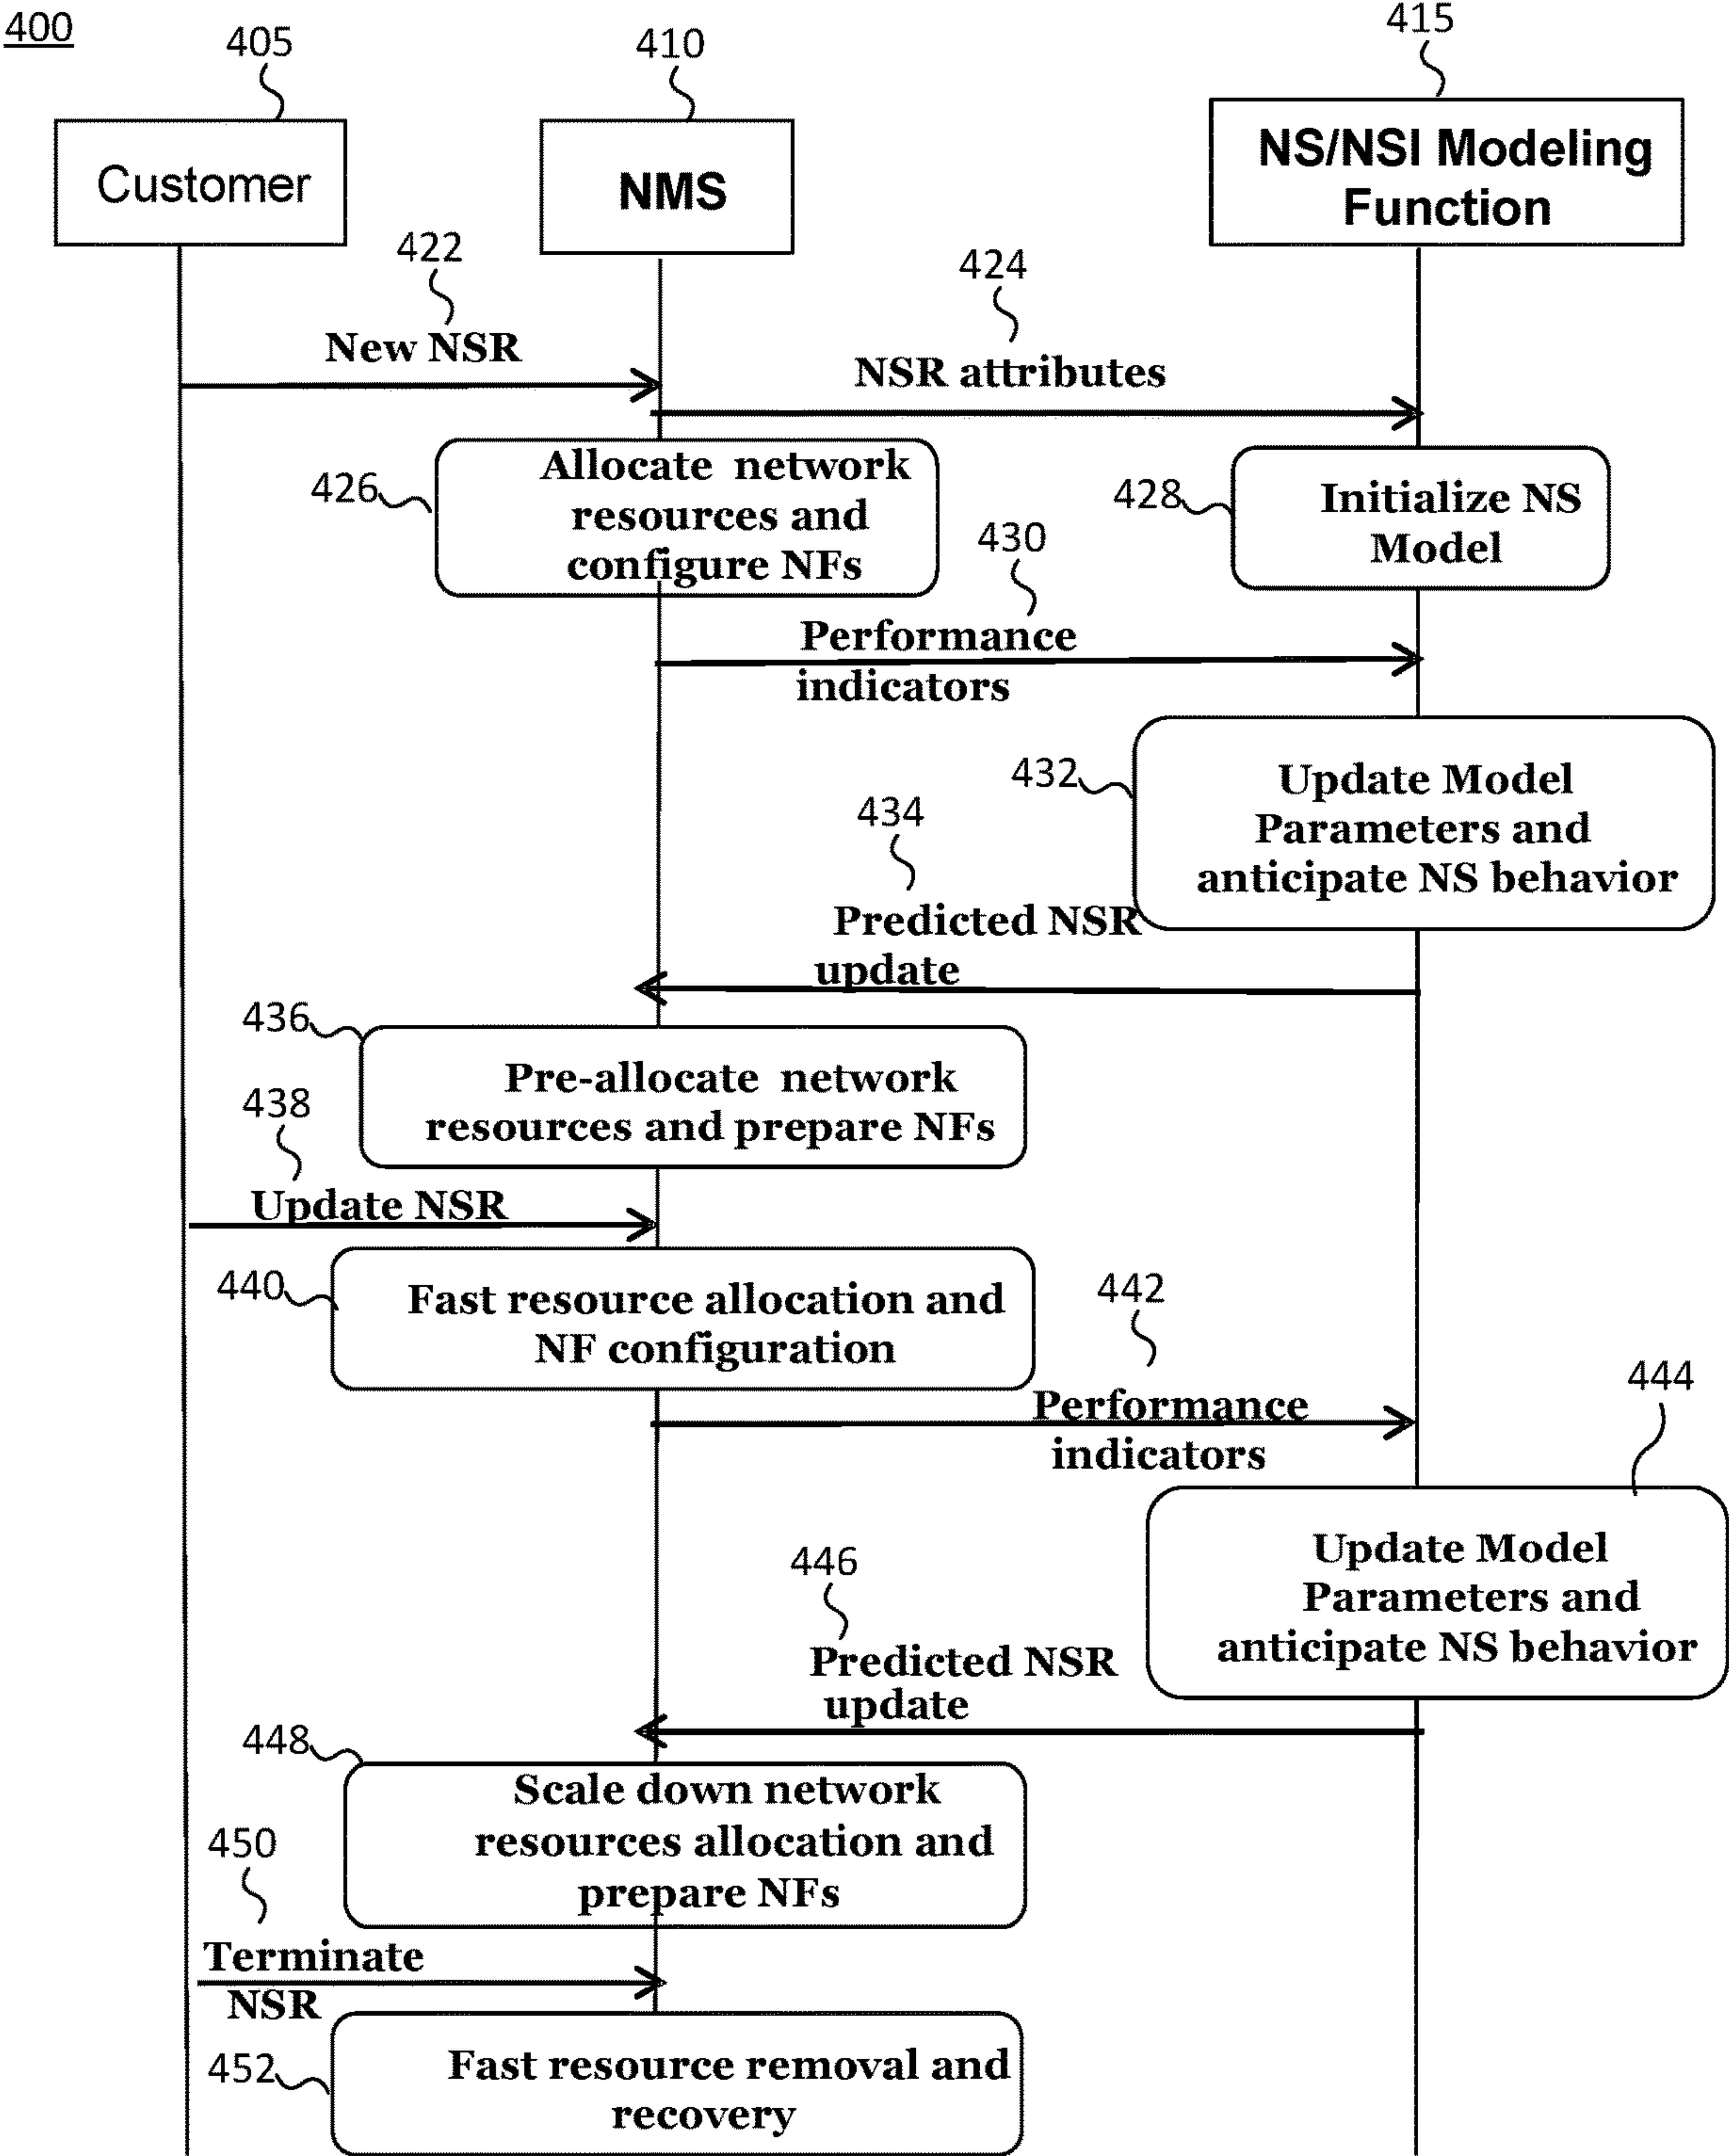 400
405
410
415
Customer
NMS
NS/NSI Modeling
Function
422
424
New NSR
NSR attributes
426
Allocate network
resources and
configure NFs
428
Initialize NS
Model
430
Performance
indicators
432
Update Model
Parameters and
anticipate NS behavior
434
Predicted NSR
update
436
Pre-allocate network
resources and prepare NFs
438
Update NSR
440
Fast resource allocation and
NF configuration
442
Performance
indicators
444
Update Model
Parameters and
anticipate NS behavior
446
Predicted NSR
update
448
Scale down network
resources allocation and
prepare NFs
450
Terminate
NSR
452
Fast resource removal and
recovery